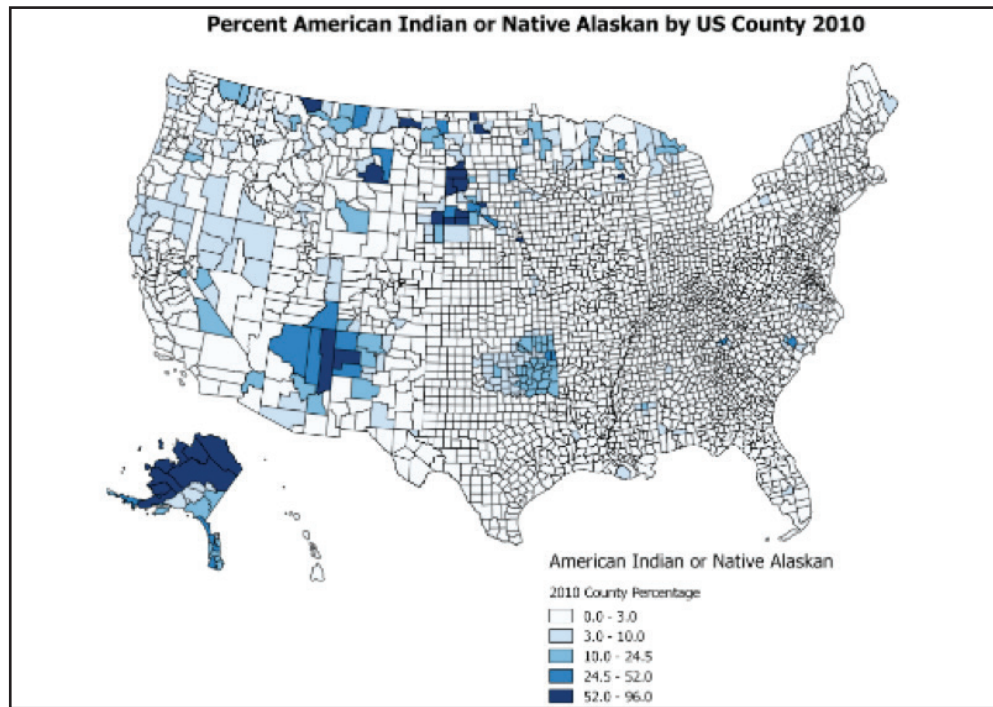 Percent American Indian or Native Alaskan by US County 2010
American Indian or Native Alaskan
2010 County Percentage
0.0 - 3.0
3.0 - 10.0
10.0 - 24.5
24.5 - 52.0
52.0 - 96.0